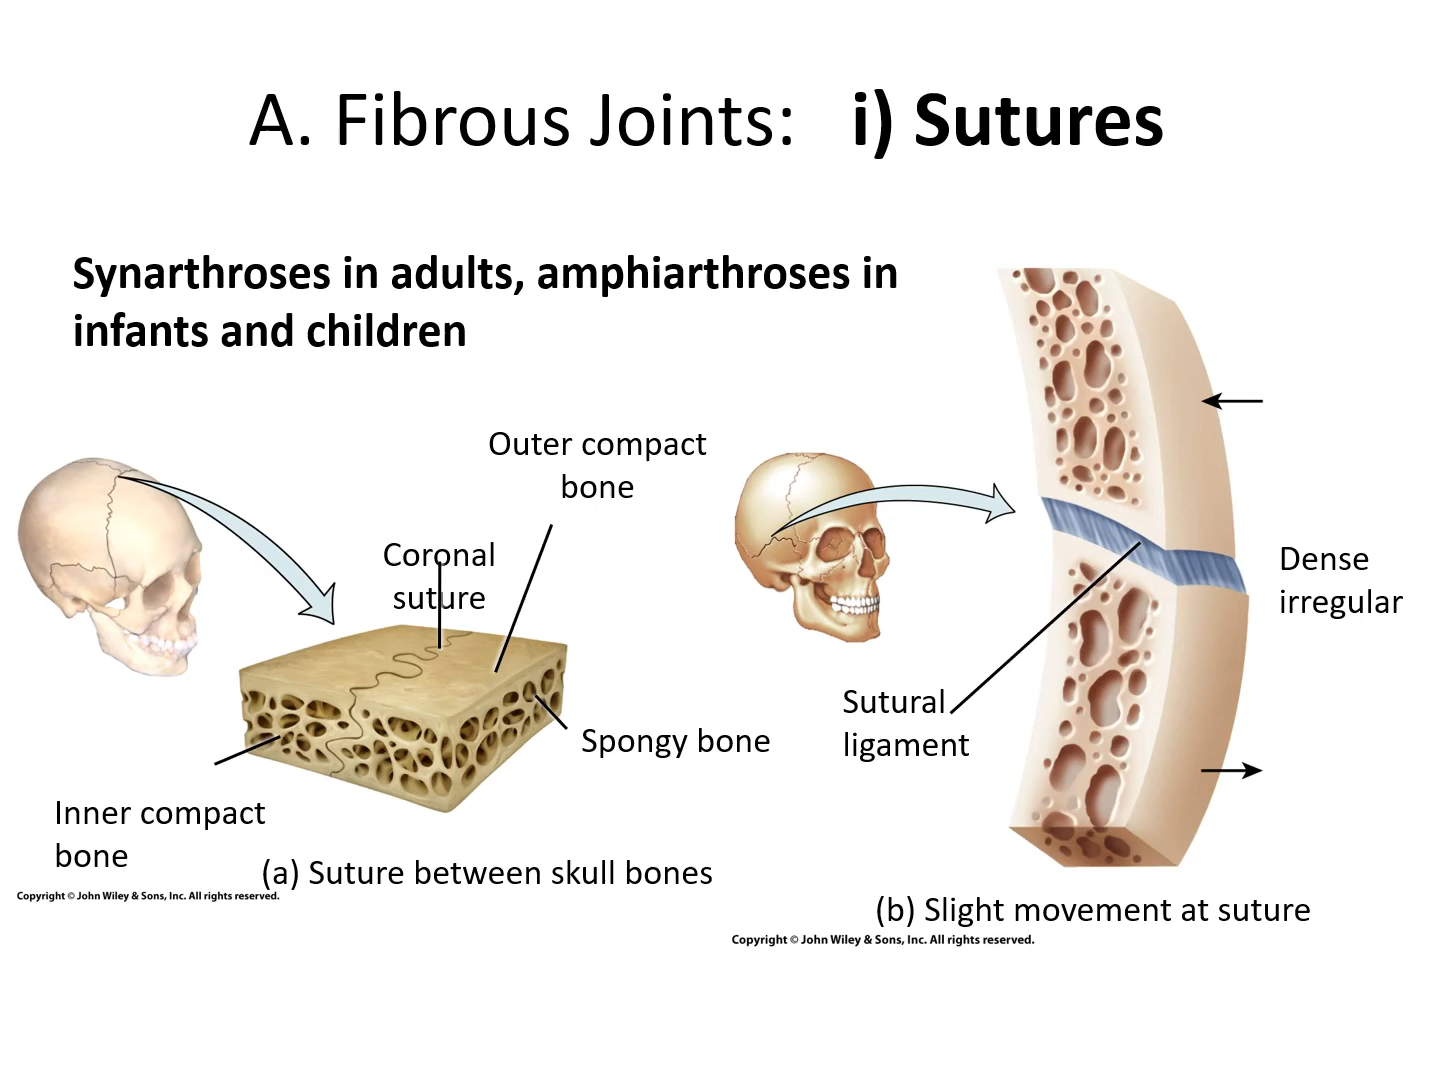 A. Fibrous Joints: i) Sutures
Synarthroses in adults, amphiarthroses in
infants and children
Outer compact
bone
Coronal
suture
Spongy bone
Inner compact
bone
(a) Suture between skull bones
Copyright © John Wiley & Sons, Inc. All rights reserved.
Dense
irregular
Sutural
ligament
(b) Slight movement at suture
Copyright © John Wiley & Sons, Inc. All rights reserved.